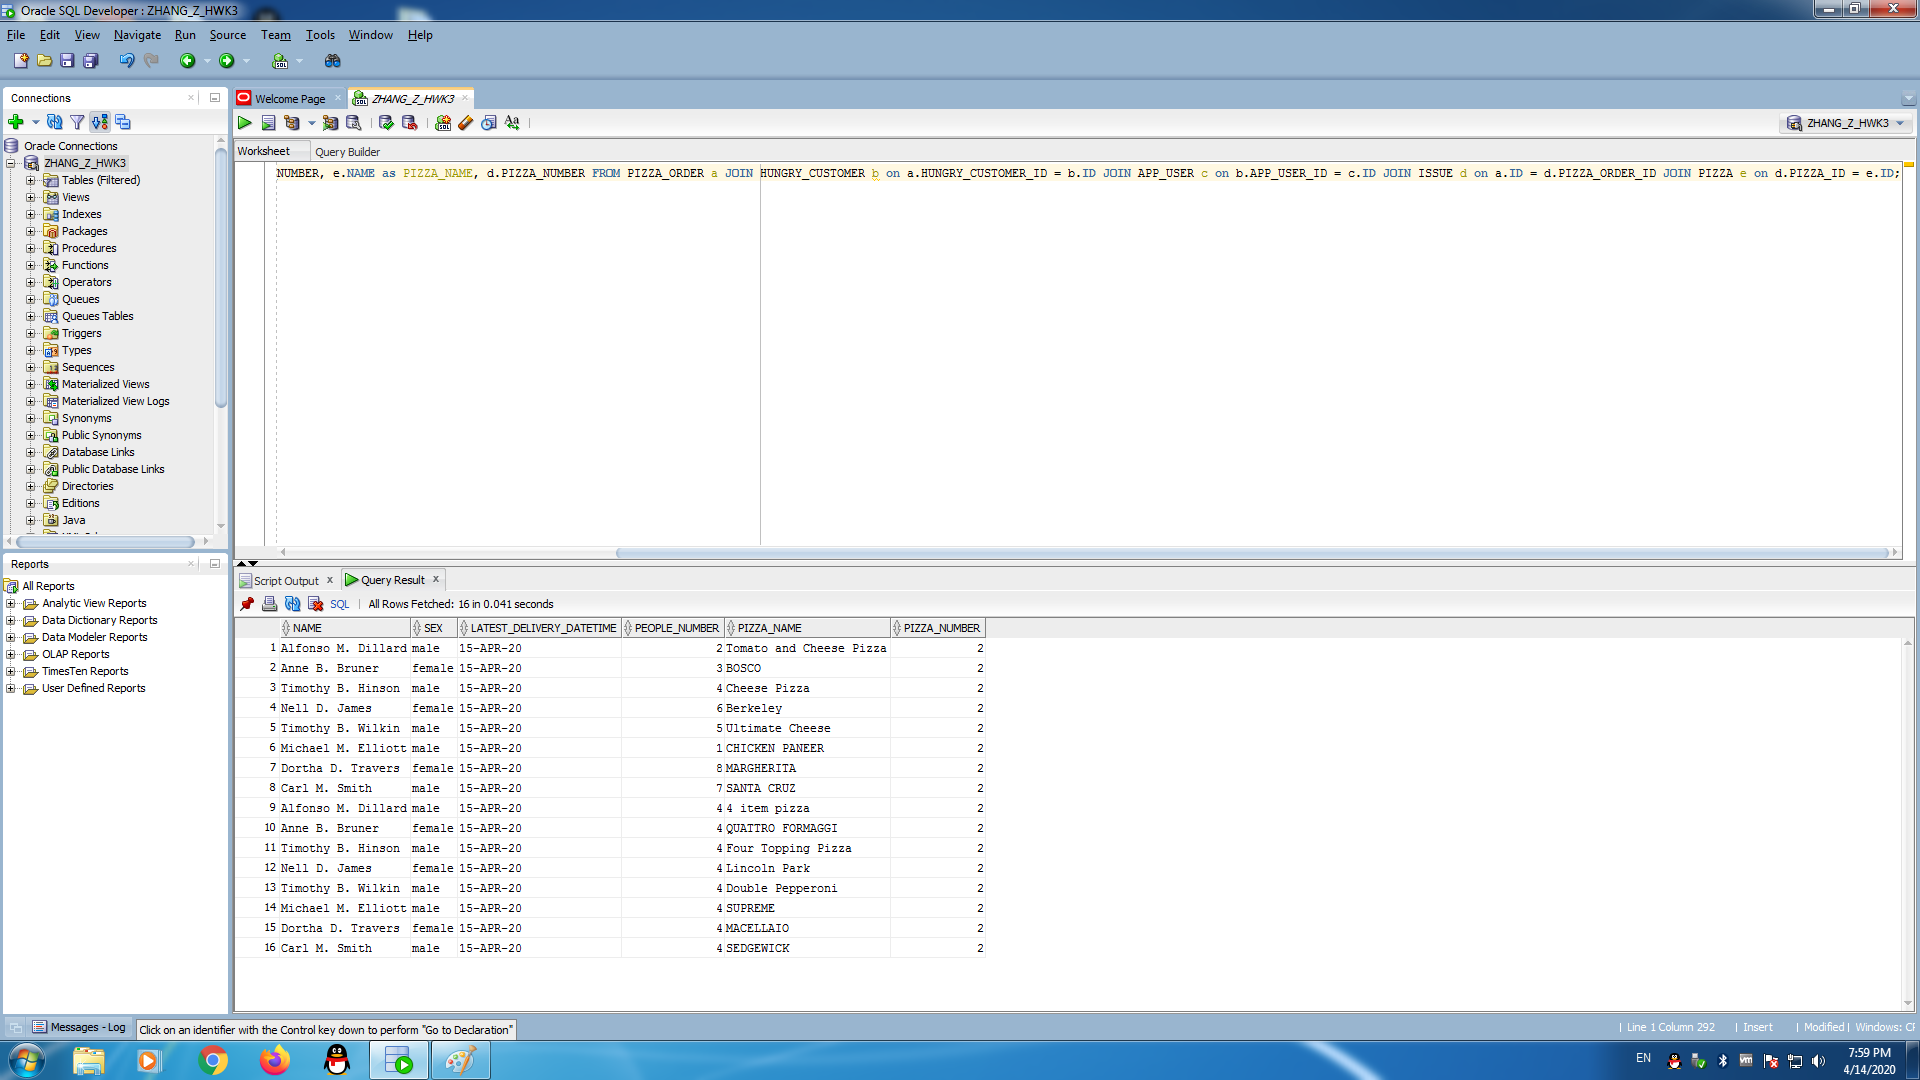 Oracle SQL Developer : ZHANG_Z_HWK3
File Edit View Navigate Run Source Team Tools Window Help
Connections
Oracle Connections
ZHANG_Z_HWK3
Tables (Filtered)
Views
Indexes
Packages
Procedures
Functions
Operators
Queues
Queues Tables
Triggers
Types
Sequences
Materialized Views
Materialized View Logs
Synonyms
Public Synonyms
Database Links
Public Database Links
Directories
Editions
Java
Reports
All Reports
Analytic View Reports
Data Dictionary Reports
Data Modeler Reports
OLAP Reports
TimesTen Reports
User Defined Reports
Welcome Page ZHANG_Z_HWK3
ZHANG_Z_HWK3
Worksheet Query Builder
NUMBER, e.NAME as PIZZA_NAME, d.PIZZA_NUMBER FROM PIZZA_ORDER a JOIN HUNGRY_CUSTOMER b on a.HUNGRY_CUSTOMER_ID = b.ID JOIN APP_USER c on b.APP_USER_ID = c.ID JOIN ISSUE d on a.ID = d.PIZZA_ORDER_ID JOIN PIZZA e on d.PIZZA_ID = e.ID;
Script Output x Query Result x
SQL | All Rows Fetched: 16 in 0.041 seconds
NAME SEX LATEST_DELIVERY_DATETIME PEOPLE_NUMBER PIZZA_NAME PIZZA_NUMBER
1 Alfonso M. Dillard male 15-APR-20 2 Tomato and Cheese Pizza 2
2 Anne B. Bruner female 15-APR-20 3 BOSCO 2
3 Timothy B. Hinson male 15-APR-20 4 Cheese Pizza 2
4 Nell D. James female 15-APR-20 6 Berkeley 2
5 Timothy B. Wilkin male 15-APR-20 5 Ultimate Cheese 2
6 Michael M. Elliott male 15-APR-20 1 CHICKEN PANEER 2
7 Dortha D. Travers female 15-APR-20 8 MARGHERITA 2
8 Carl M. Smith male 15-APR-20 7 SANTA CRUZ 2
9 Alfonso M. Dillard male 15-APR-20 4 4 item pizza 2
10 Anne B. Bruner female 15-APR-20 4 QUATTRO FORMAGGI 2
11 Timothy B. Hinson male 15-APR-20 4 Four Topping Pizza 2
12 Nell D. James female 15-APR-20 4 Lincoln Park 2
13 Timothy B. Wilkin male 15-APR-20 4 Double Pepperoni 2
14 Michael M. Elliott male 15-APR-20 4 SUPREME 2
15 Dortha D. Travers female 15-APR-20 4 MACELLAIO 2
16 Carl M. Smith male 15-APR-20 4 SEDGEWICK 2
Messages - Log Click on an identifier with the Control key down to perform "Go to Declaration"
| Line 1 Column 292 | Insert | Modified | Windows:
EN 7:59 PM
4/14/2020